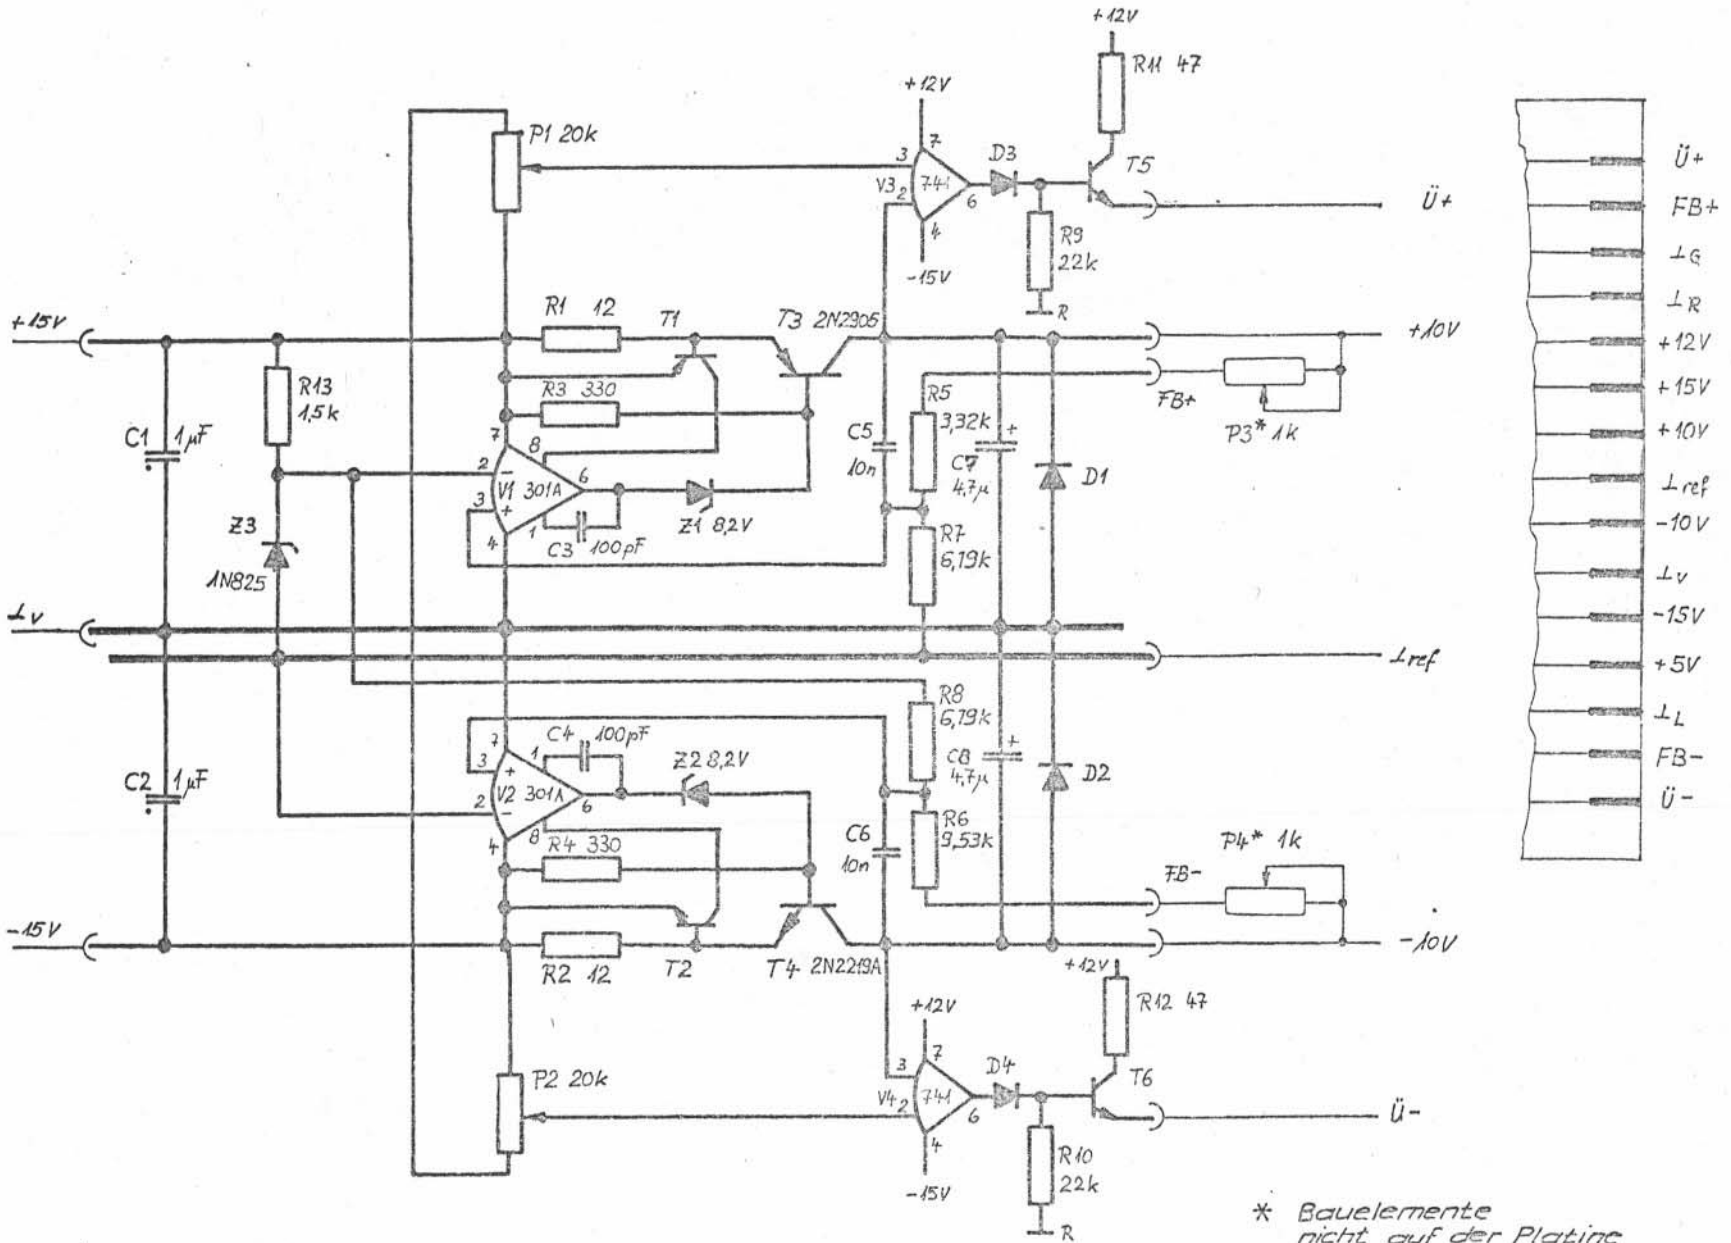 +12V
R11 47
+12V
P1 20k
7
3
V3
741
2
6
4
-15V
D3
T5
R9
22k
R
Ü+
+15V
R1 12
T1
T3 2N2905
+10V
R13
1,5k
R3 330
R5
3,32k
FB+
P3* 1k
C1 1µF
7
8
2
-
V1 301A
6
3
+
1
4
C3 100pF
Z1 8,2V
C5
10n
C7
4,7µ
+
D1
Z3
1N825
R7
6,19k
⊥v
⊥ref
R8
6,19k
C4 100pF
7
1
3
+
V2 301A
6
2
-
8
4
Z2 8,2V
C8
4,7µ
+
D2
C2 1µF
R4 330
C6
10n
R6
9,53k
P4* 1k
FB-
-15V
R2 12
T2
T4 2N2219A
-10V
+12V
R12 47
+12V
P2 20k
7
3
V4
741
2
6
4
-15V
D4
T6
R10
22k
R
Ü-
Ü+
FB+
⊥G
⊥R
+12V
+15V
+10V
⊥ref
-10V
⊥v
-15V
+5V
⊥L
FB-
Ü-
* Bauelemente
nicht auf der Platine